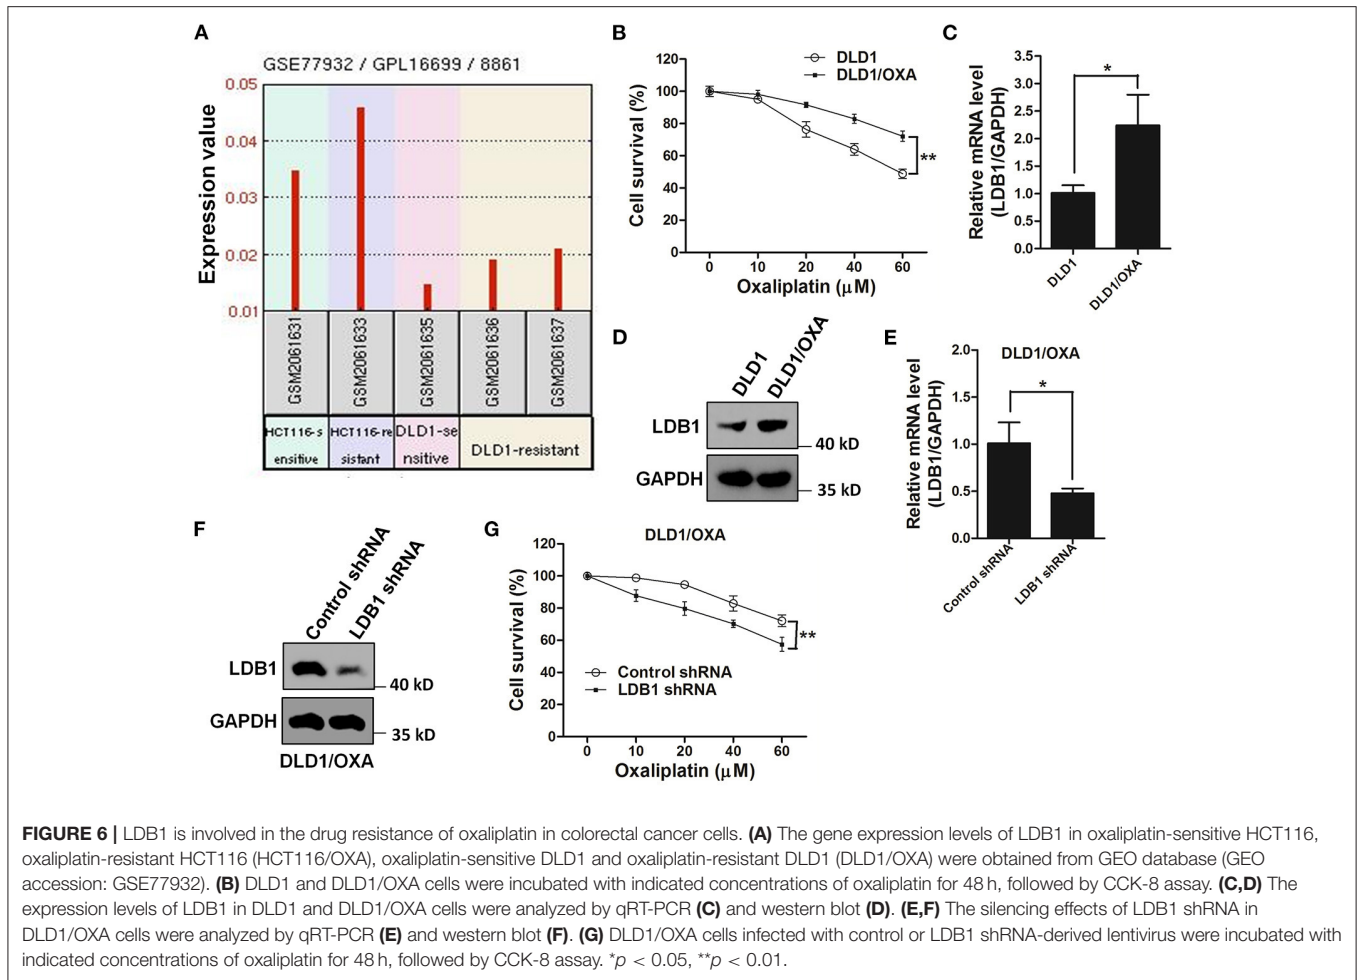 A
GSE77932 / GPL16699 / 8861
Expression value
0.05
0.04
0.03
0.02
0.01
GSM2061631
GSM2061633
GSM2061635
GSM2061636
GSM2061637
HCT116-s
ensitive
HCT116-re
sistant
DLD1-se
nsitive
DLD1-resistant
B
Cell survival (%)
120
100
80
60
40
20
0
DLD1
DLD1/OXA
**
0 10 20 40 60
Oxaliplatin (μM)
C
Relative mRNA level
(LDB1/GAPDH)
3.5
3.0
2.5
2.0
1.5
1.0
0.5
0.0
*
DLD1
DLD1/OXA
D
DLD1
DLD1/OXA
LDB1
40 kD
GAPDH
35 kD
E
DLD1/OXA
Relative mRNA level
(LDB1/GAPDH)
2.0
1.5
1.0
0.5
0.0
*
Control shRNA
LDB1 shRNA
F
Control shRNA
LDB1 shRNA
LDB1
40 kD
GAPDH
35 kD
DLD1/OXA
G
DLD1/OXA
Cell survival (%)
120
100
80
60
40
20
0
**
Control shRNA
LDB1 shRNA
0 10 20 40 60
Oxaliplatin (μM)
FIGURE 6 | LDB1 is involved in the drug resistance of oxaliplatin in colorectal cancer cells. (A) The gene expression levels of LDB1 in oxaliplatin-sensitive HCT116,
oxaliplatin-resistant HCT116 (HCT116/OXA), oxaliplatin-sensitive DLD1 and oxaliplatin-resistant DLD1 (DLD1/OXA) were obtained from GEO database (GEO
accession: GSE77932). (B) DLD1 and DLD1/OXA cells were incubated with indicated concentrations of oxaliplatin for 48 h, followed by CCK-8 assay. (C,D) The
expression levels of LDB1 in DLD1 and DLD1/OXA cells were analyzed by qRT-PCR (C) and western blot (D). (E,F) The silencing effects of LDB1 shRNA in
DLD1/OXA cells were analyzed by qRT-PCR (E) and western blot (F). (G) DLD1/OXA cells infected with control or LDB1 shRNA-derived lentivirus were incubated with
indicated concentrations of oxaliplatin for 48 h, followed by CCK-8 assay. *p < 0.05, **p < 0.01.